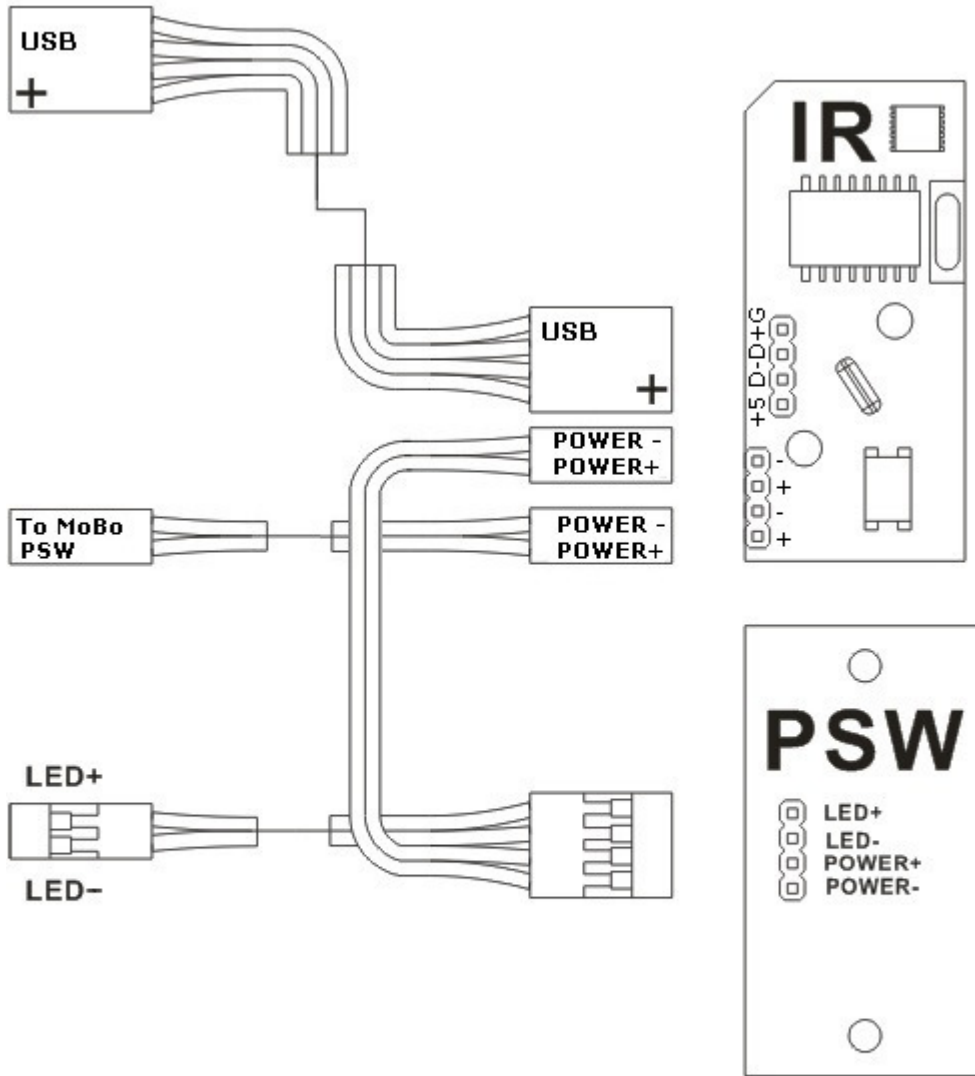 USB
+
IR
USB
+
+5 D-D+G
POWER -
POWER+
-
+
-
+
To MoBo
PSW
POWER -
POWER+
PSW
LED+
LED-
LED+
LED-
POWER+
POWER-